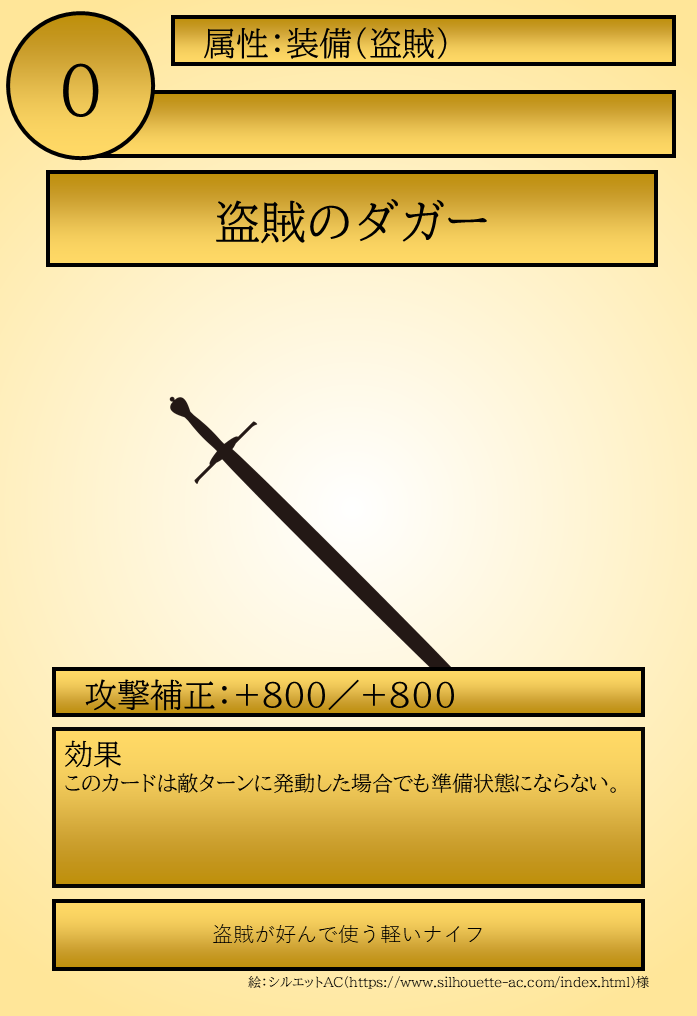 属性：装備（盗賊）
0
盗賊のダガー
攻撃補正：＋800／＋800
効果
このカードは敵ターンに発動した場合でも準備状態にならない。
盗賊が好んで使う軽いナイフ
絵：シルエットAC（https://www.silhouette-ac.com/index.html）様